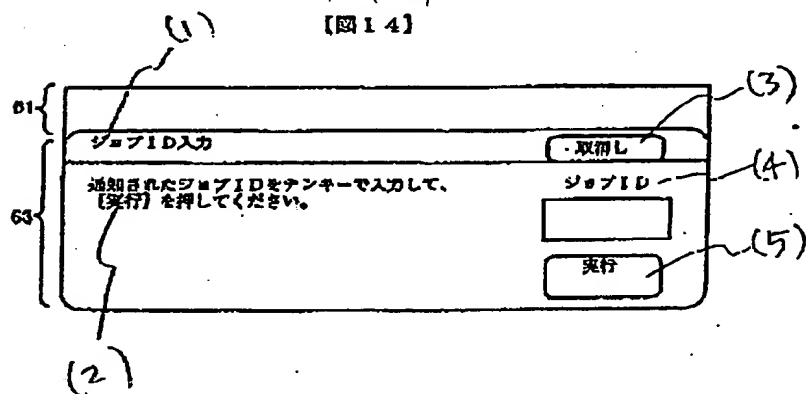 【図14】
(1)
(3)
61
ジョブID入力
取消し
63
通知されたジョブIDをテンキーで入力して、
[実行] を押してください。
ジョブID
(4)
実行
(5)
(2)